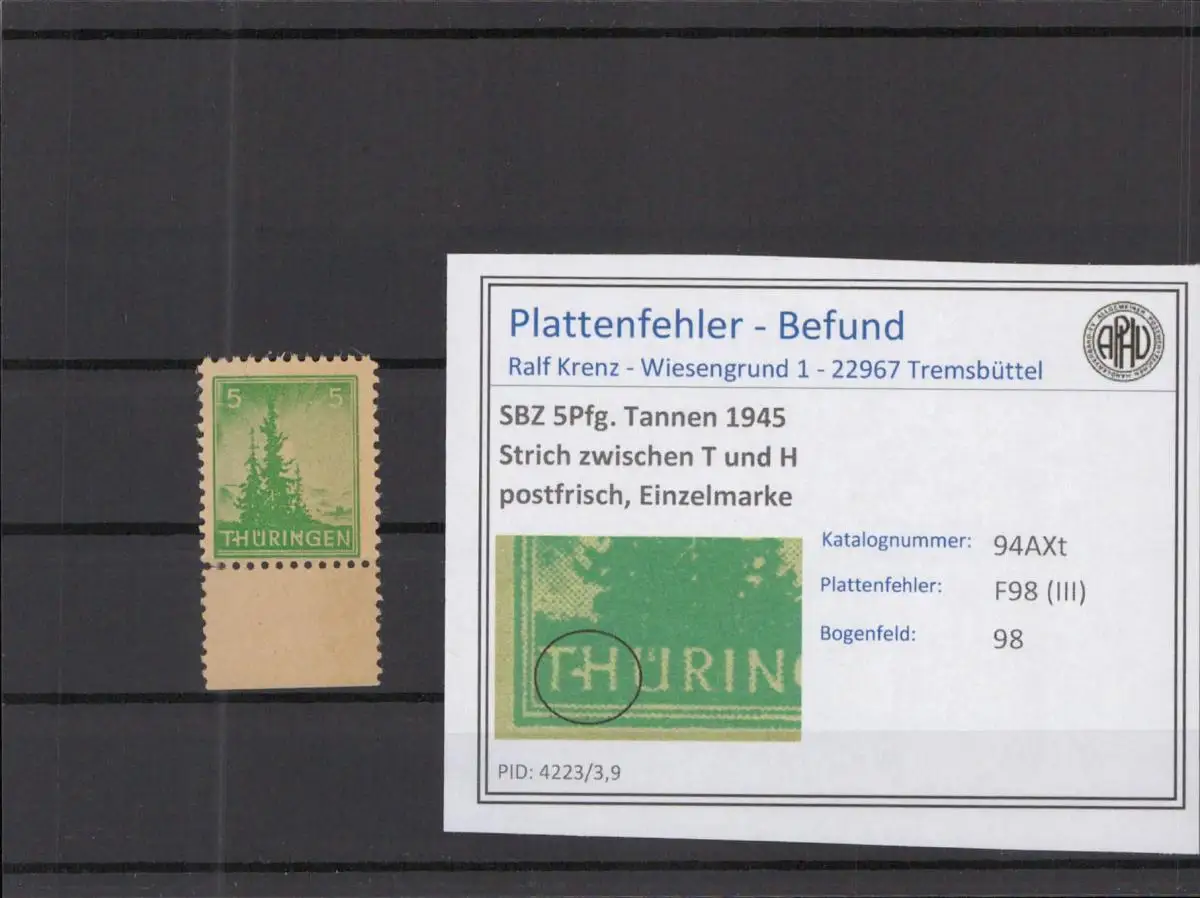 5 5
THÜRINGEN
Plattenfehler - Befund
Ralf Krenz - Wiesengrund 1 - 22967 Tremsbüttel
APHV
SBZ 5Pfg. Tannen 1945
Strich zwischen T und H
postfrisch, Einzelmarke
THÜRING
Katalognummer: 94AXt
Plattenfehler: F98 (III)
Bogenfeld: 98
PID: 4223/3,9